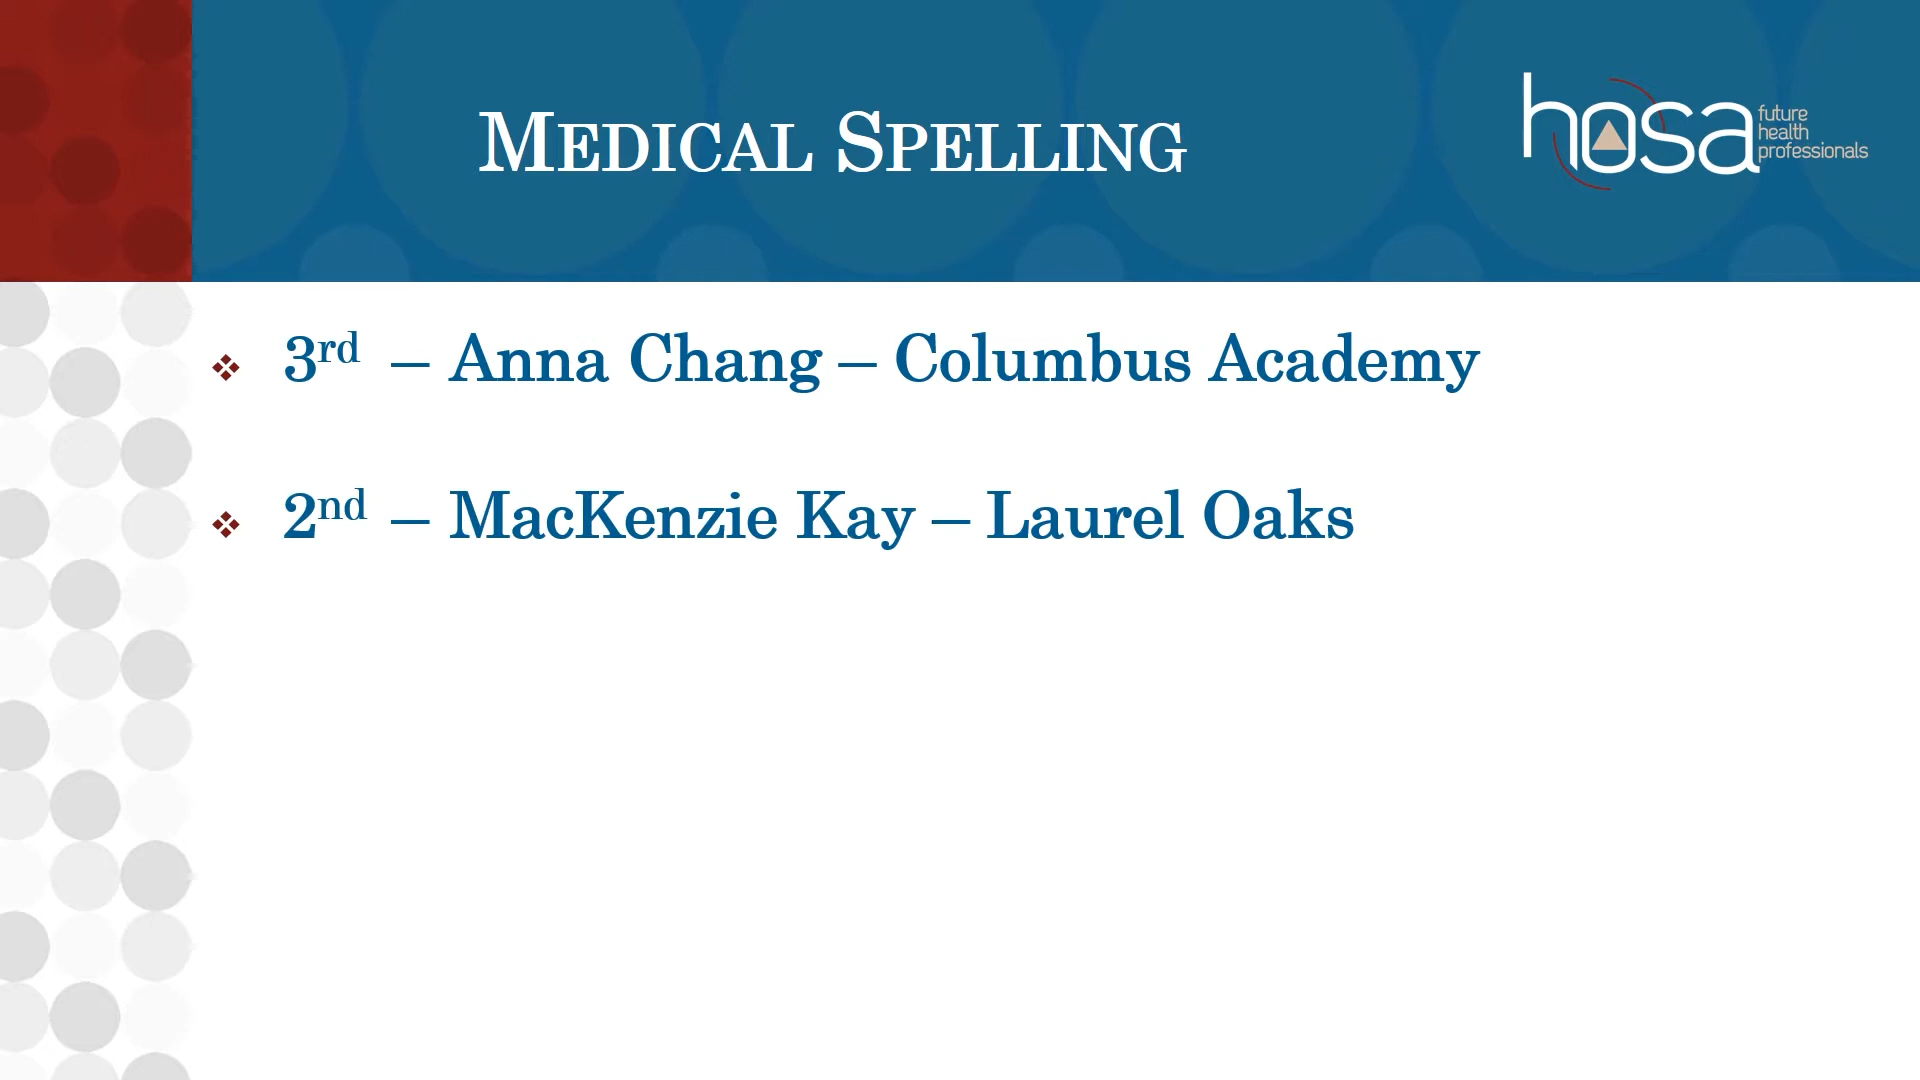 MEDICAL SPELLING
hosa
future
health
professionals
❖ 3rd – Anna Chang – Columbus Academy
❖ 2nd – MacKenzie Kay – Laurel Oaks